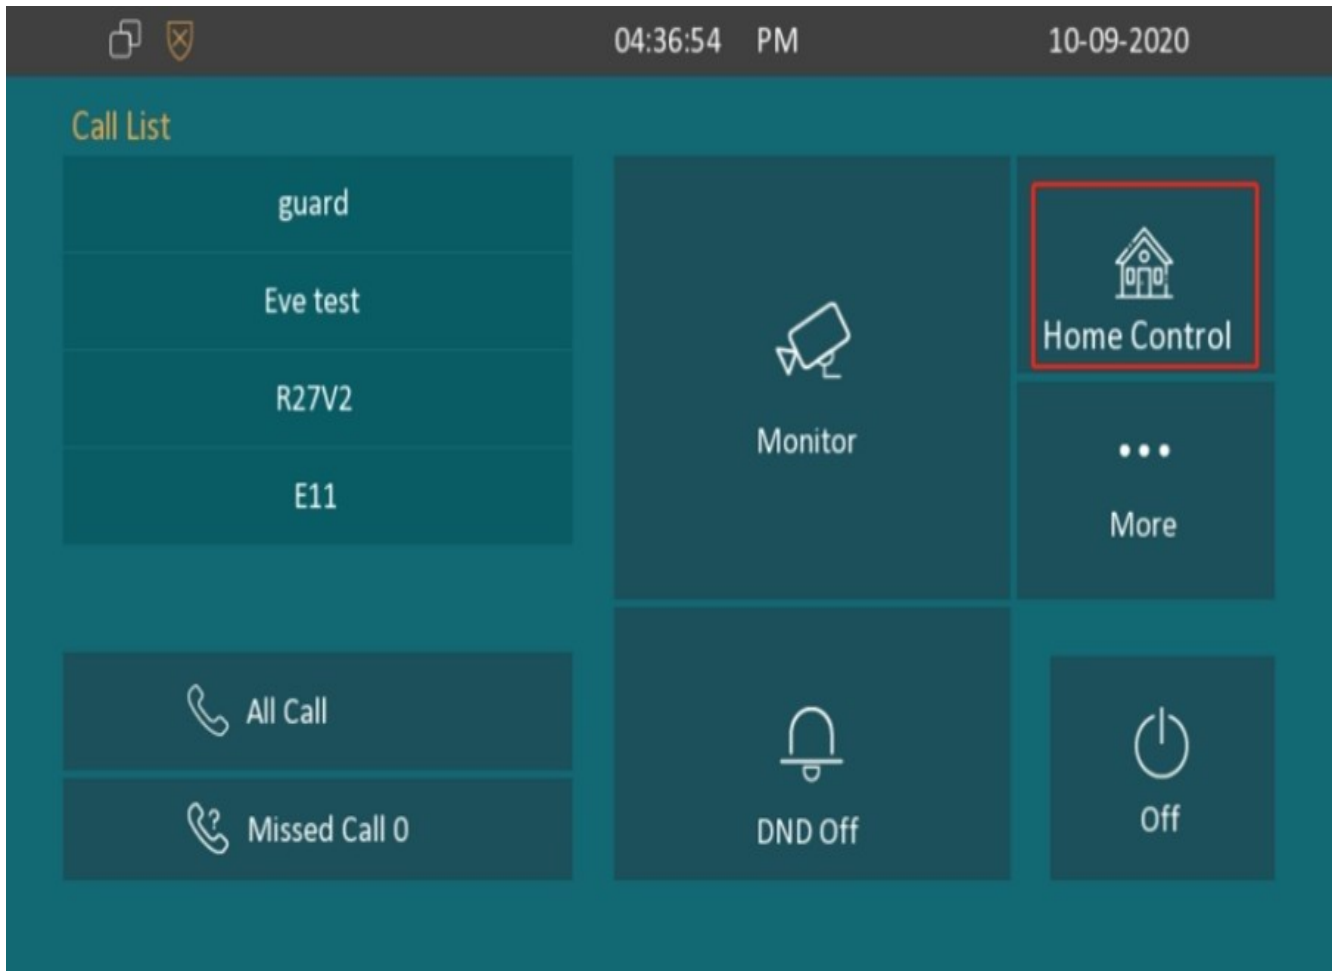 04:36:54 PM 10-09-2020
Call List
guard
Eve test
R27V2
E11
All Call
Missed Call 0
Monitor
DND Off
Home Control
More
Off